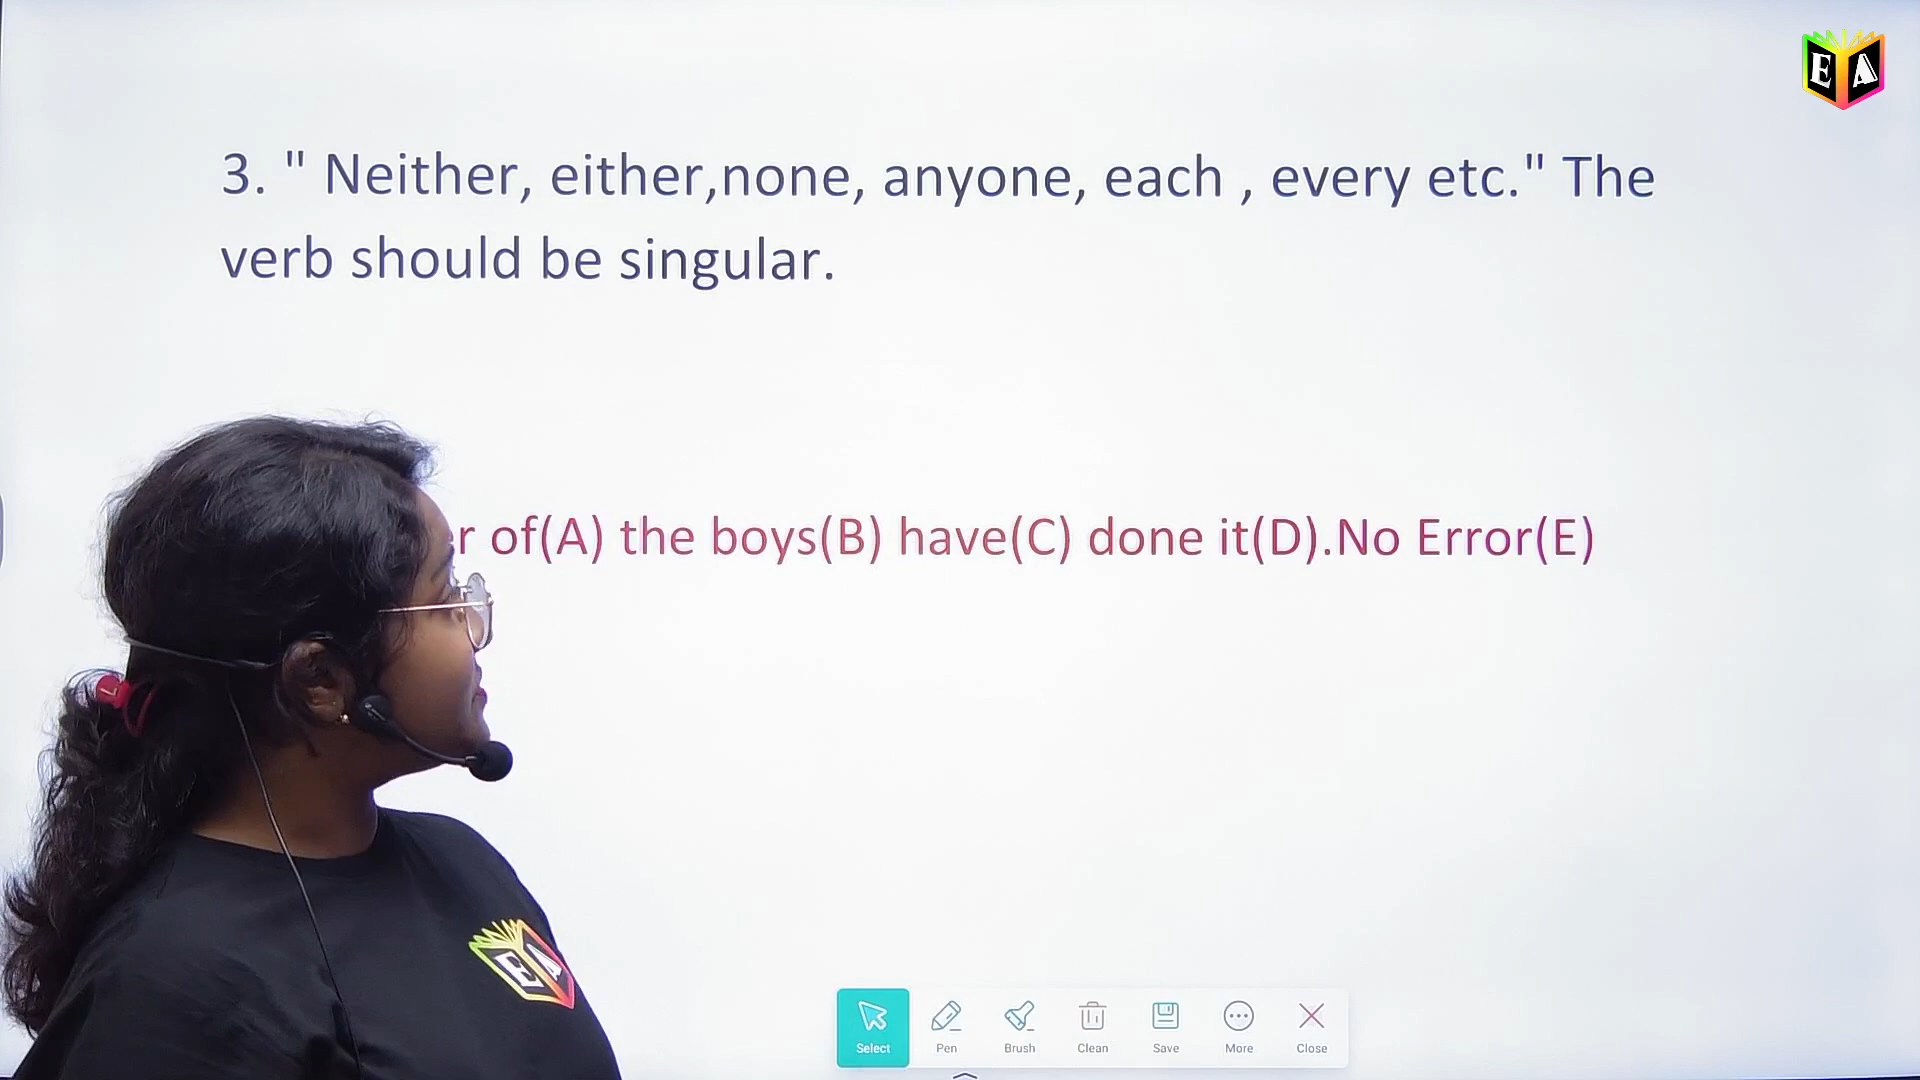 E A
3. " Neither, either,none, anyone, each , every etc." The
verb should be singular.
r of(A) the boys(B) have(C) done it(D).No Error(E)
E A
Select Pen Brush Clean Save More Close